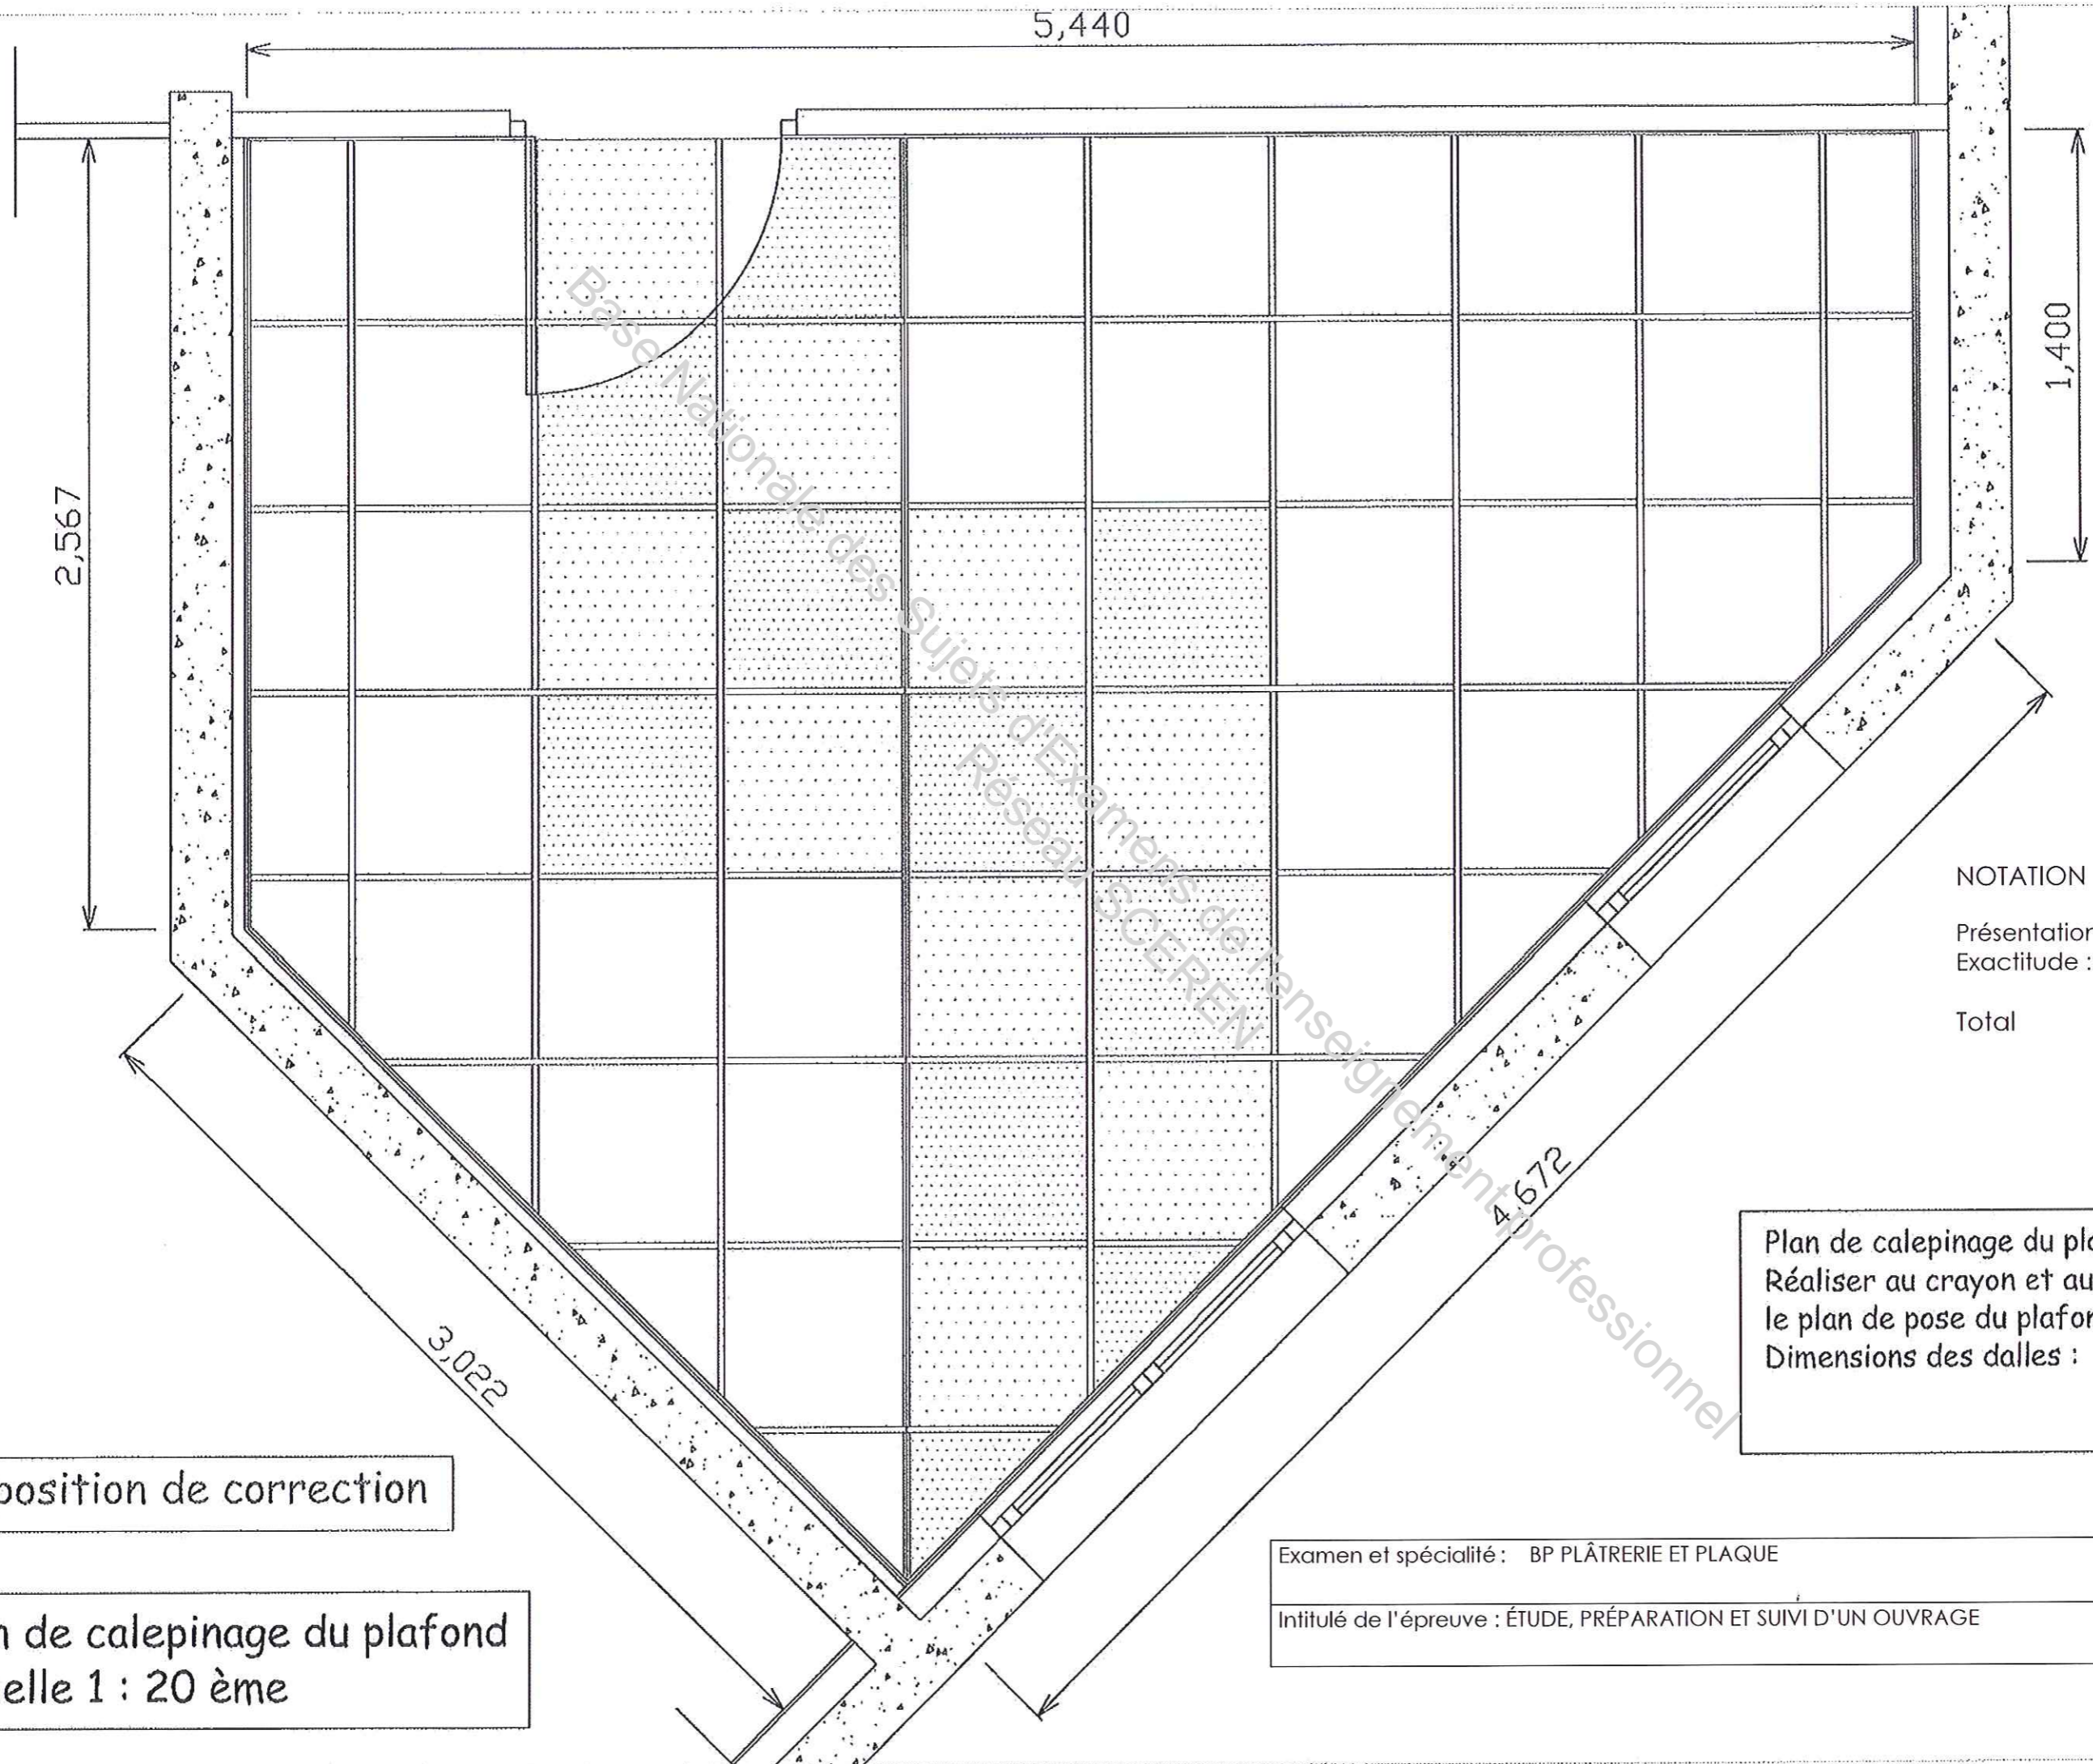 5,440
2,567
1,400
Base Nationale des Sujets d'Examens de l'enseignement professionnel
Réseau SCEREN
NOTATION
Présentation
Exactitude :
Total
4,672
3,022
Plan de calepinage du
Réaliser au crayon et au
le plan de pose du
Dimensions des dalles :
position de correction
de calepinage du plafond
elle 1 : 20 ème
Examen et spécialité : BP PLÂTRERIE ET PLAQUE
Intitulé de l'épreuve : ÉTUDE, PRÉPARATION ET SUIVI D'UN OUVRAGE